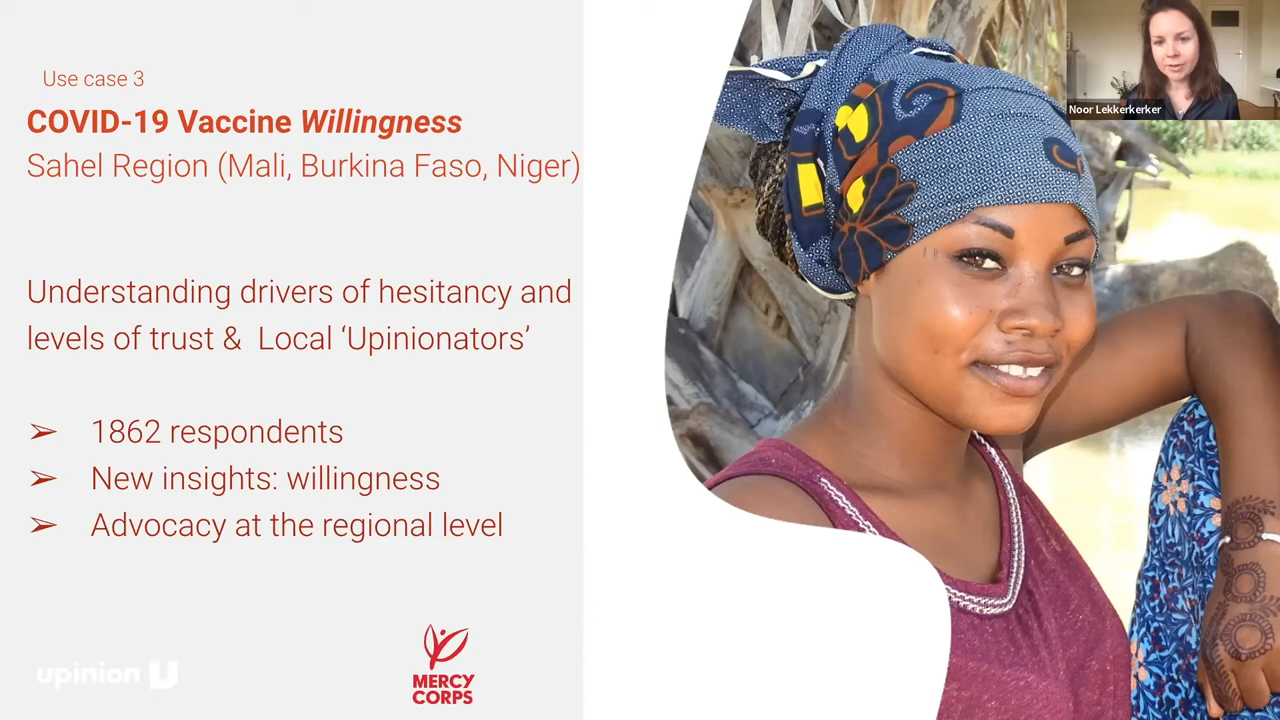 Use case 3
COVID-19 Vaccine Willingness
Sahel Region (Mali, Burkina Faso, Niger)
Understanding drivers of hesitancy and
levels of trust & Local ‘Upinionators’
➢ 1862 respondents
➢ New insights: willingness
➢ Advocacy at the regional level
upinion U
MERCY
CORPS
Noor Lekkerkerker